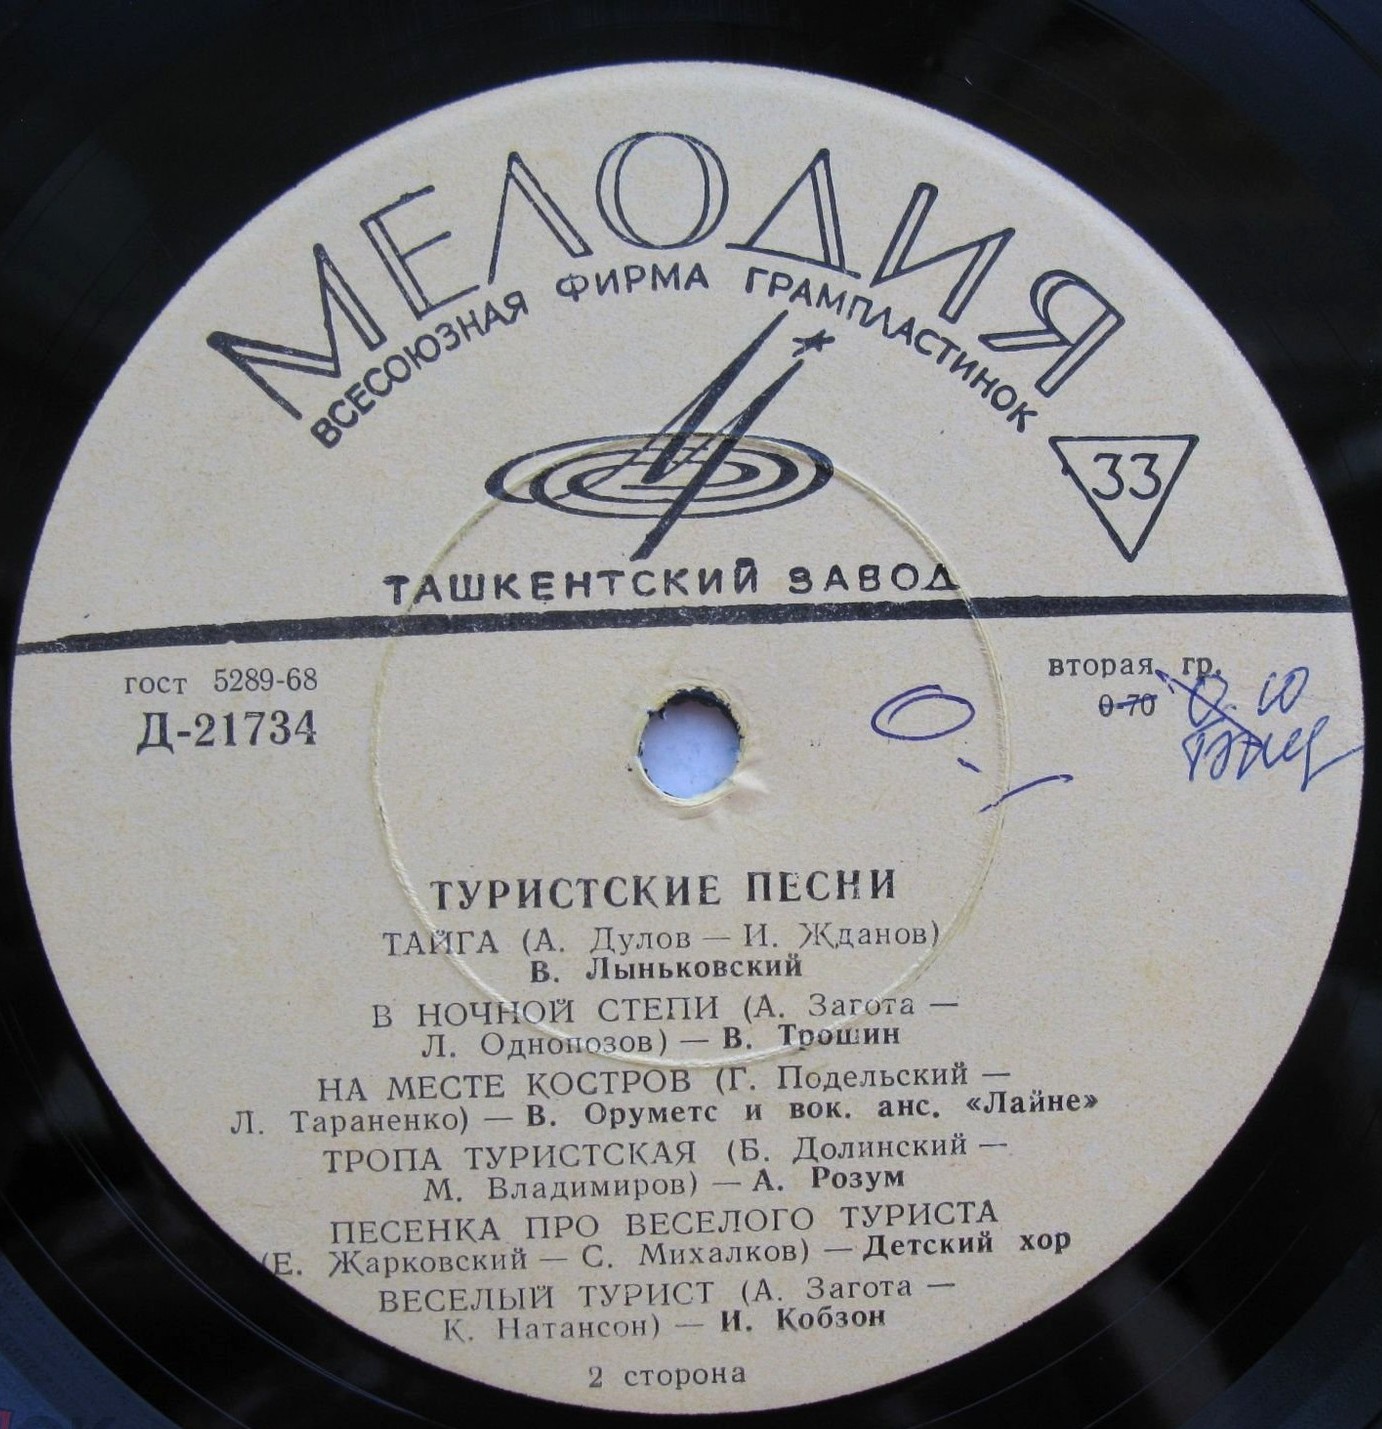 МЕЛОДИЯ
ВСЕСОЮЗНАЯ ФИРМА ГРАМПЛАСТИНОК
33
ТАШКЕНТСКИЙ ЗАВОД
гост 5289-68
Д-21734
вторая гр.
0-70
ТУРИСТСКИЕ ПЕСНИ
ТАЙГА (А. Дулов — И. Жданов)
В. Лыньковский
В НОЧНОЙ СТЕПИ (А. Загота —
Л. Однопозов) — В. Трошин
НА МЕСТЕ КОСТРОВ (Г. Подельский —
Л. Тараненко) — В. Оруметс и вок. анс. «Лайне»
ТРОПА ТУРИСТСКАЯ (Б. Долинский —
М. Владимиров) — А. Розум
ПЕСЕНКА ПРО ВЕСЕЛОГО ТУРИСТА
(Е. Жарковский — С. Михалков) — Детский хор
ВЕСЕЛЫЙ ТУРИСТ (А. Загота —
К. Натансон) — И. Кобзон
2 сторона